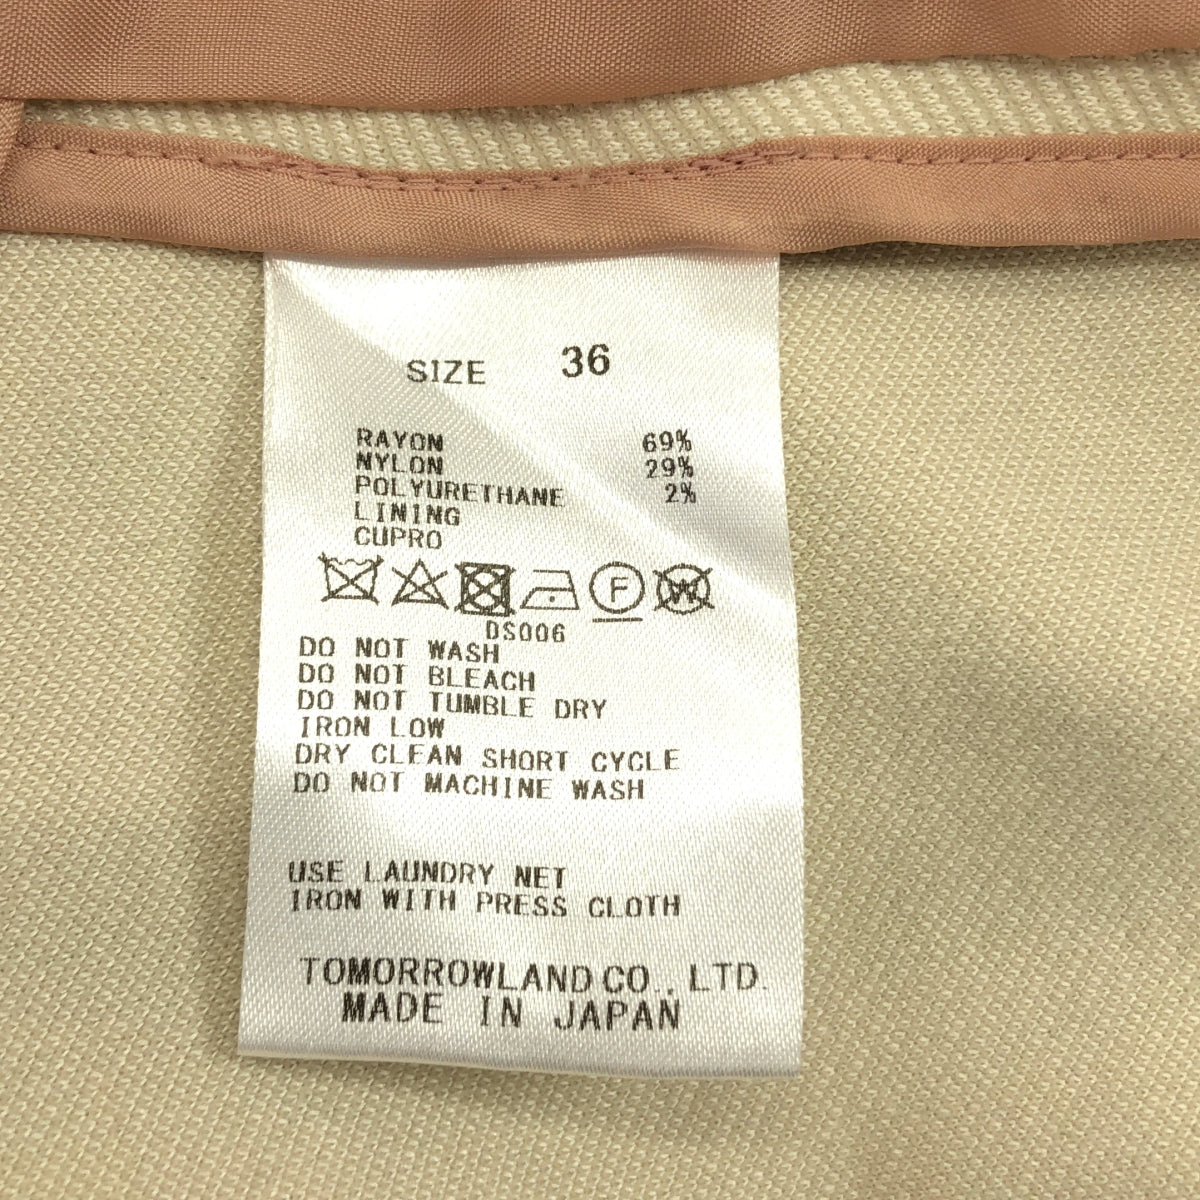 SIZE 36
RAYON 69%
NYLON 29%
POLYURETHANE 2%
LINING
CUPRO
F W
DS006
DO NOT WASH
DO NOT BLEACH
DO NOT TUMBLE DRY
IRON LOW
DRY CLEAN SHORT CYCLE
DO NOT MACHINE WASH
USE LAUNDRY NET
IRON WITH PRESS CLOTH
TOMORROWLAND CO., LTD.
MADE IN JAPAN